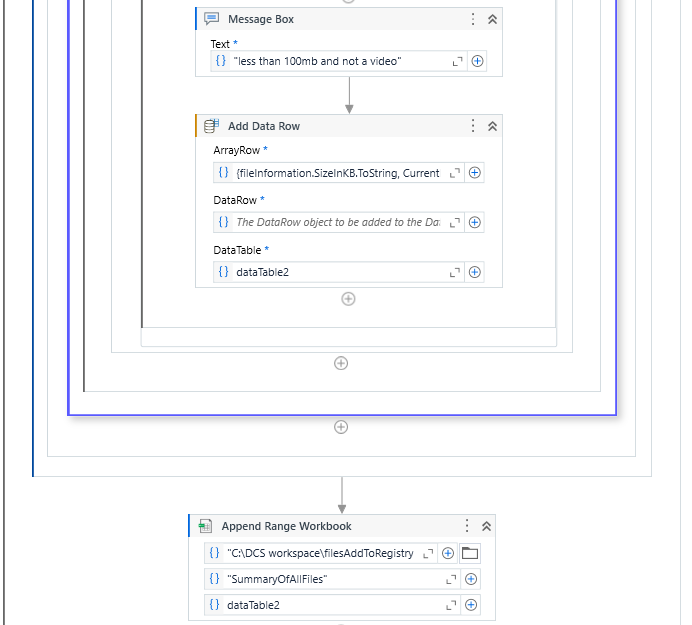 Message Box
Text *
"less than 100mb and not a video"
Add Data Row
ArrayRow *
{fileInformation.SizeInKB.ToString, Current
DataRow *
The DataRow object to be added to the Da
DataTable *
dataTable2
Append Range Workbook
"C:\DCS workspace\filesAddToRegistry
"SummaryOfAllFiles"
dataTable2